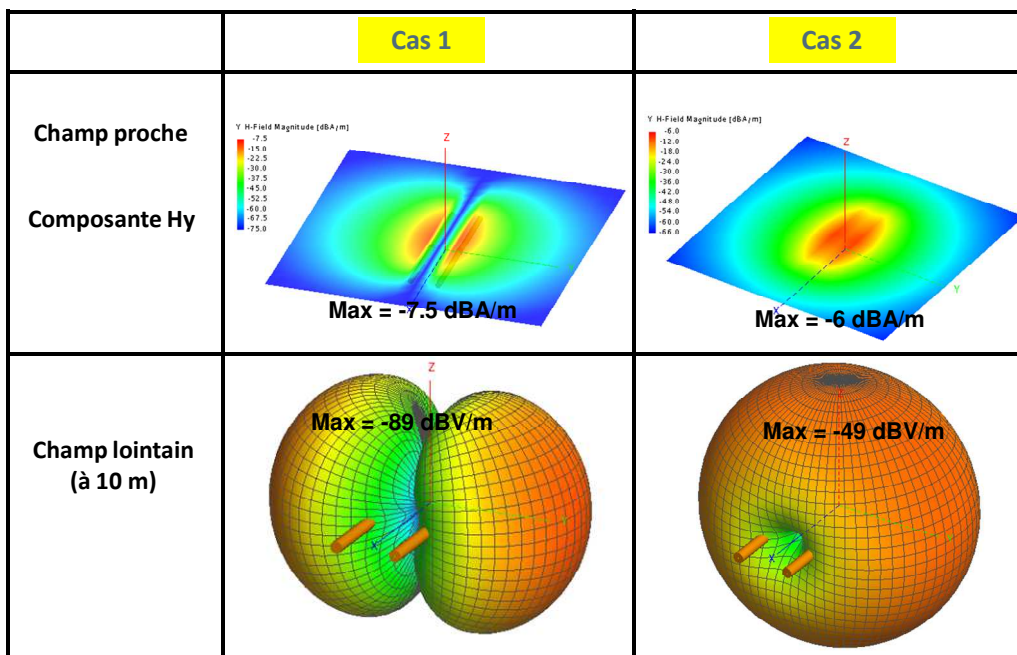 Cas 1
Cas 2
Champ proche
Composante Hy
Y H-Field Magnitude [dBA/m]
-7.5
-15.0
-22.5
-30.0
-37.5
-45.0
-52.5
-60.0
-67.5
-75.0
Z
X
Max = -7.5 dBA/m
Y H-Field Magnitude [dBA/m]
-6.0
-12.0
-18.0
-24.0
-30.0
-36.0
-42.0
-48.0
-54.0
-60.0
-66.0
Z
Y
X
Max = -6 dBA/m
Champ lointain
(à 10 m)
Z
Max = -89 dBV/m
X
Max = -49 dBV/m
X